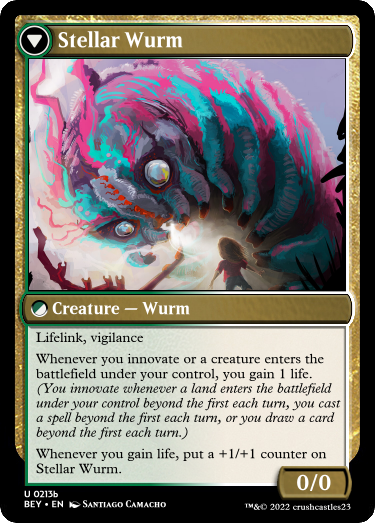 Stellar Wurm
Creature — Wurm
Lifelink, vigilance
Whenever you innovate or a creature enters the
battlefield under your control, you gain 1 life.
(You innovate whenever a land enters the battlefield
under your control beyond the first each turn, you cast
a spell beyond the first each turn, or you draw a card
beyond the first each turn.)
Whenever you gain life, put a +1/+1 counter on
Stellar Wurm.
0/0
U 0213b
BEY • EN Santiago Camacho
™&© 2022 crushcastles23